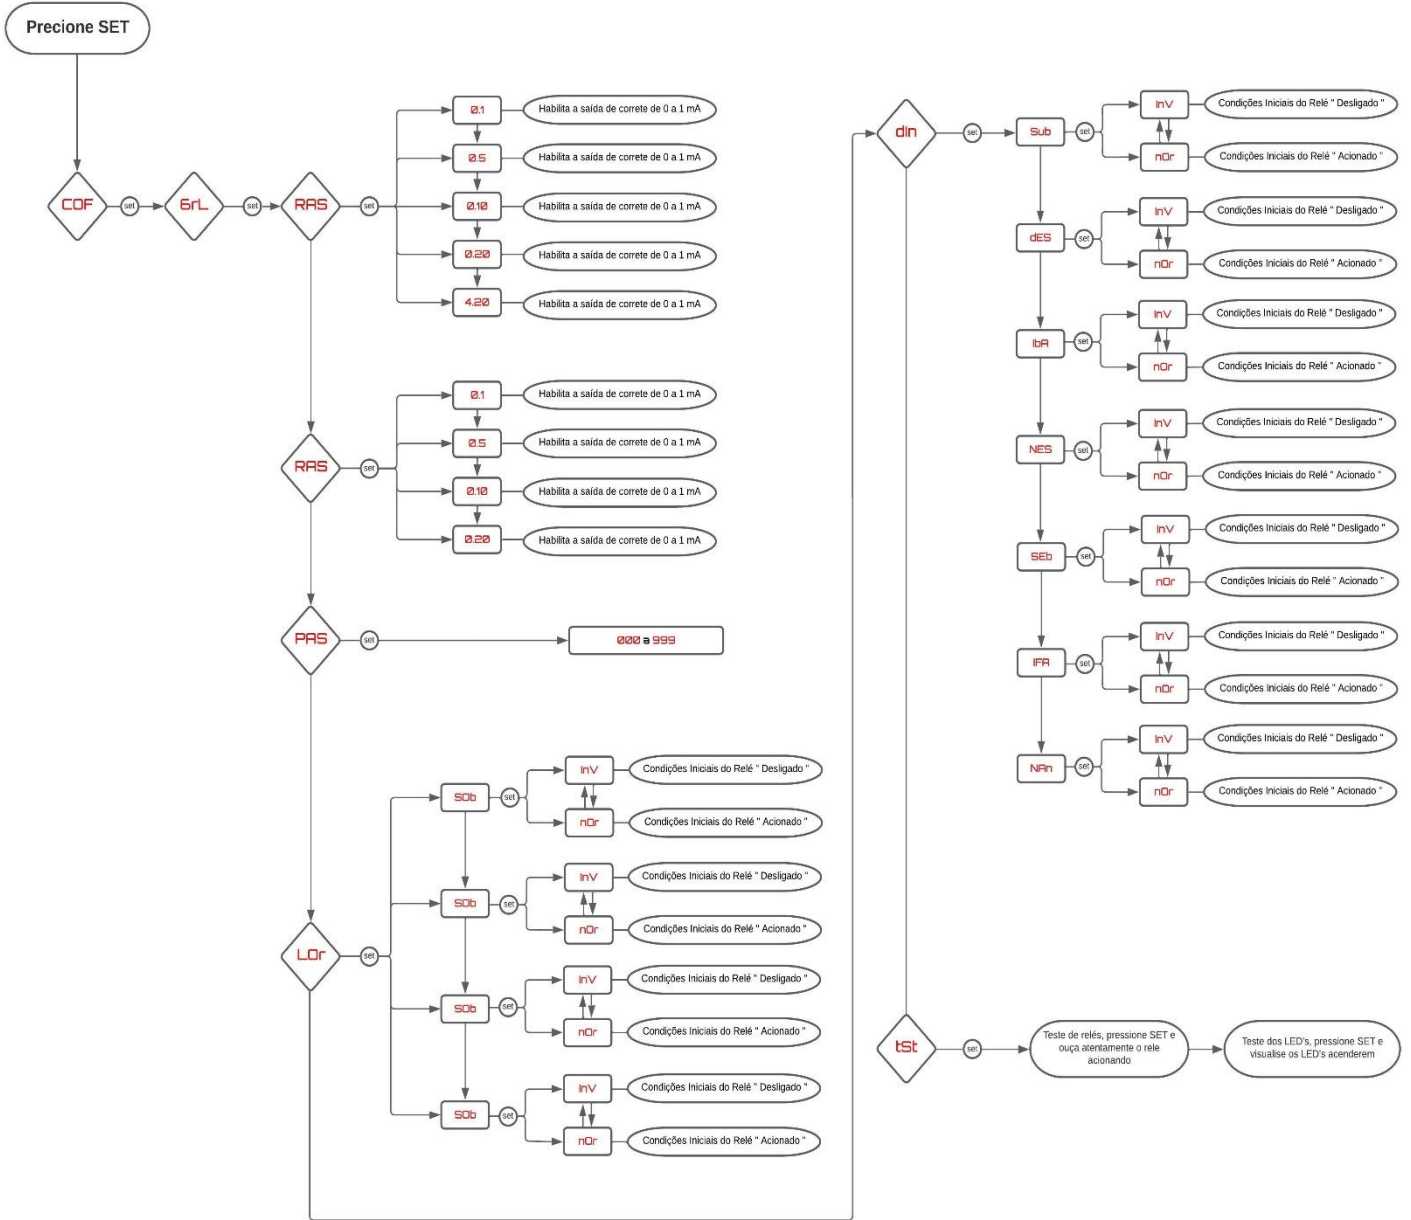 Precione SET
COF
set
GrL
set
RAS
set
0.1
Habilita a saída de correte de 0 a 1 mA
0.5
Habilita a saída de correte de 0 a 1 mA
0.10
Habilita a saída de correte de 0 a 1 mA
0.20
Habilita a saída de correte de 0 a 1 mA
4.20
Habilita a saída de correte de 0 a 1 mA
RAS
set
0.1
Habilita a saída de correte de 0 a 1 mA
0.5
Habilita a saída de correte de 0 a 1 mA
0.10
Habilita a saída de correte de 0 a 1 mA
0.20
Habilita a saída de correte de 0 a 1 mA
PAS
set
000 a 999
LOr
set
SOb
set
InV
Condições Iniciais do Relé " Desligado "
nOr
Condições Iniciais do Relé " Acionado "
SOb
set
InV
Condições Iniciais do Relé " Desligado "
nOr
Condições Iniciais do Relé " Acionado "
SOb
set
InV
Condições Iniciais do Relé " Desligado "
nOr
Condições Iniciais do Relé " Acionado "
SOb
set
InV
Condições Iniciais do Relé " Desligado "
nOr
Condições Iniciais do Relé " Acionado "
dIn
set
Sub
set
InV
Condições Iniciais do Relé " Desligado "
nOr
Condições Iniciais do Relé " Acionado "
dES
set
InV
Condições Iniciais do Relé " Desligado "
nOr
Condições Iniciais do Relé " Acionado "
IbA
set
InV
Condições Iniciais do Relé " Desligado "
nOr
Condições Iniciais do Relé " Acionado "
NES
set
InV
Condições Iniciais do Relé " Desligado "
nOr
Condições Iniciais do Relé " Acionado "
SEb
set
InV
Condições Iniciais do Relé " Desligado "
nOr
Condições Iniciais do Relé " Acionado "
IFA
set
InV
Condições Iniciais do Relé " Desligado "
nOr
Condições Iniciais do Relé " Acionado "
NAn
set
InV
Condições Iniciais do Relé " Desligado "
nOr
Condições Iniciais do Relé " Acionado "
tSt
set
Teste de relés, pressione SET e
ouça atentamente o rele
acionando
Teste dos LED's, pressione SET e
visualise os LED's acenderem